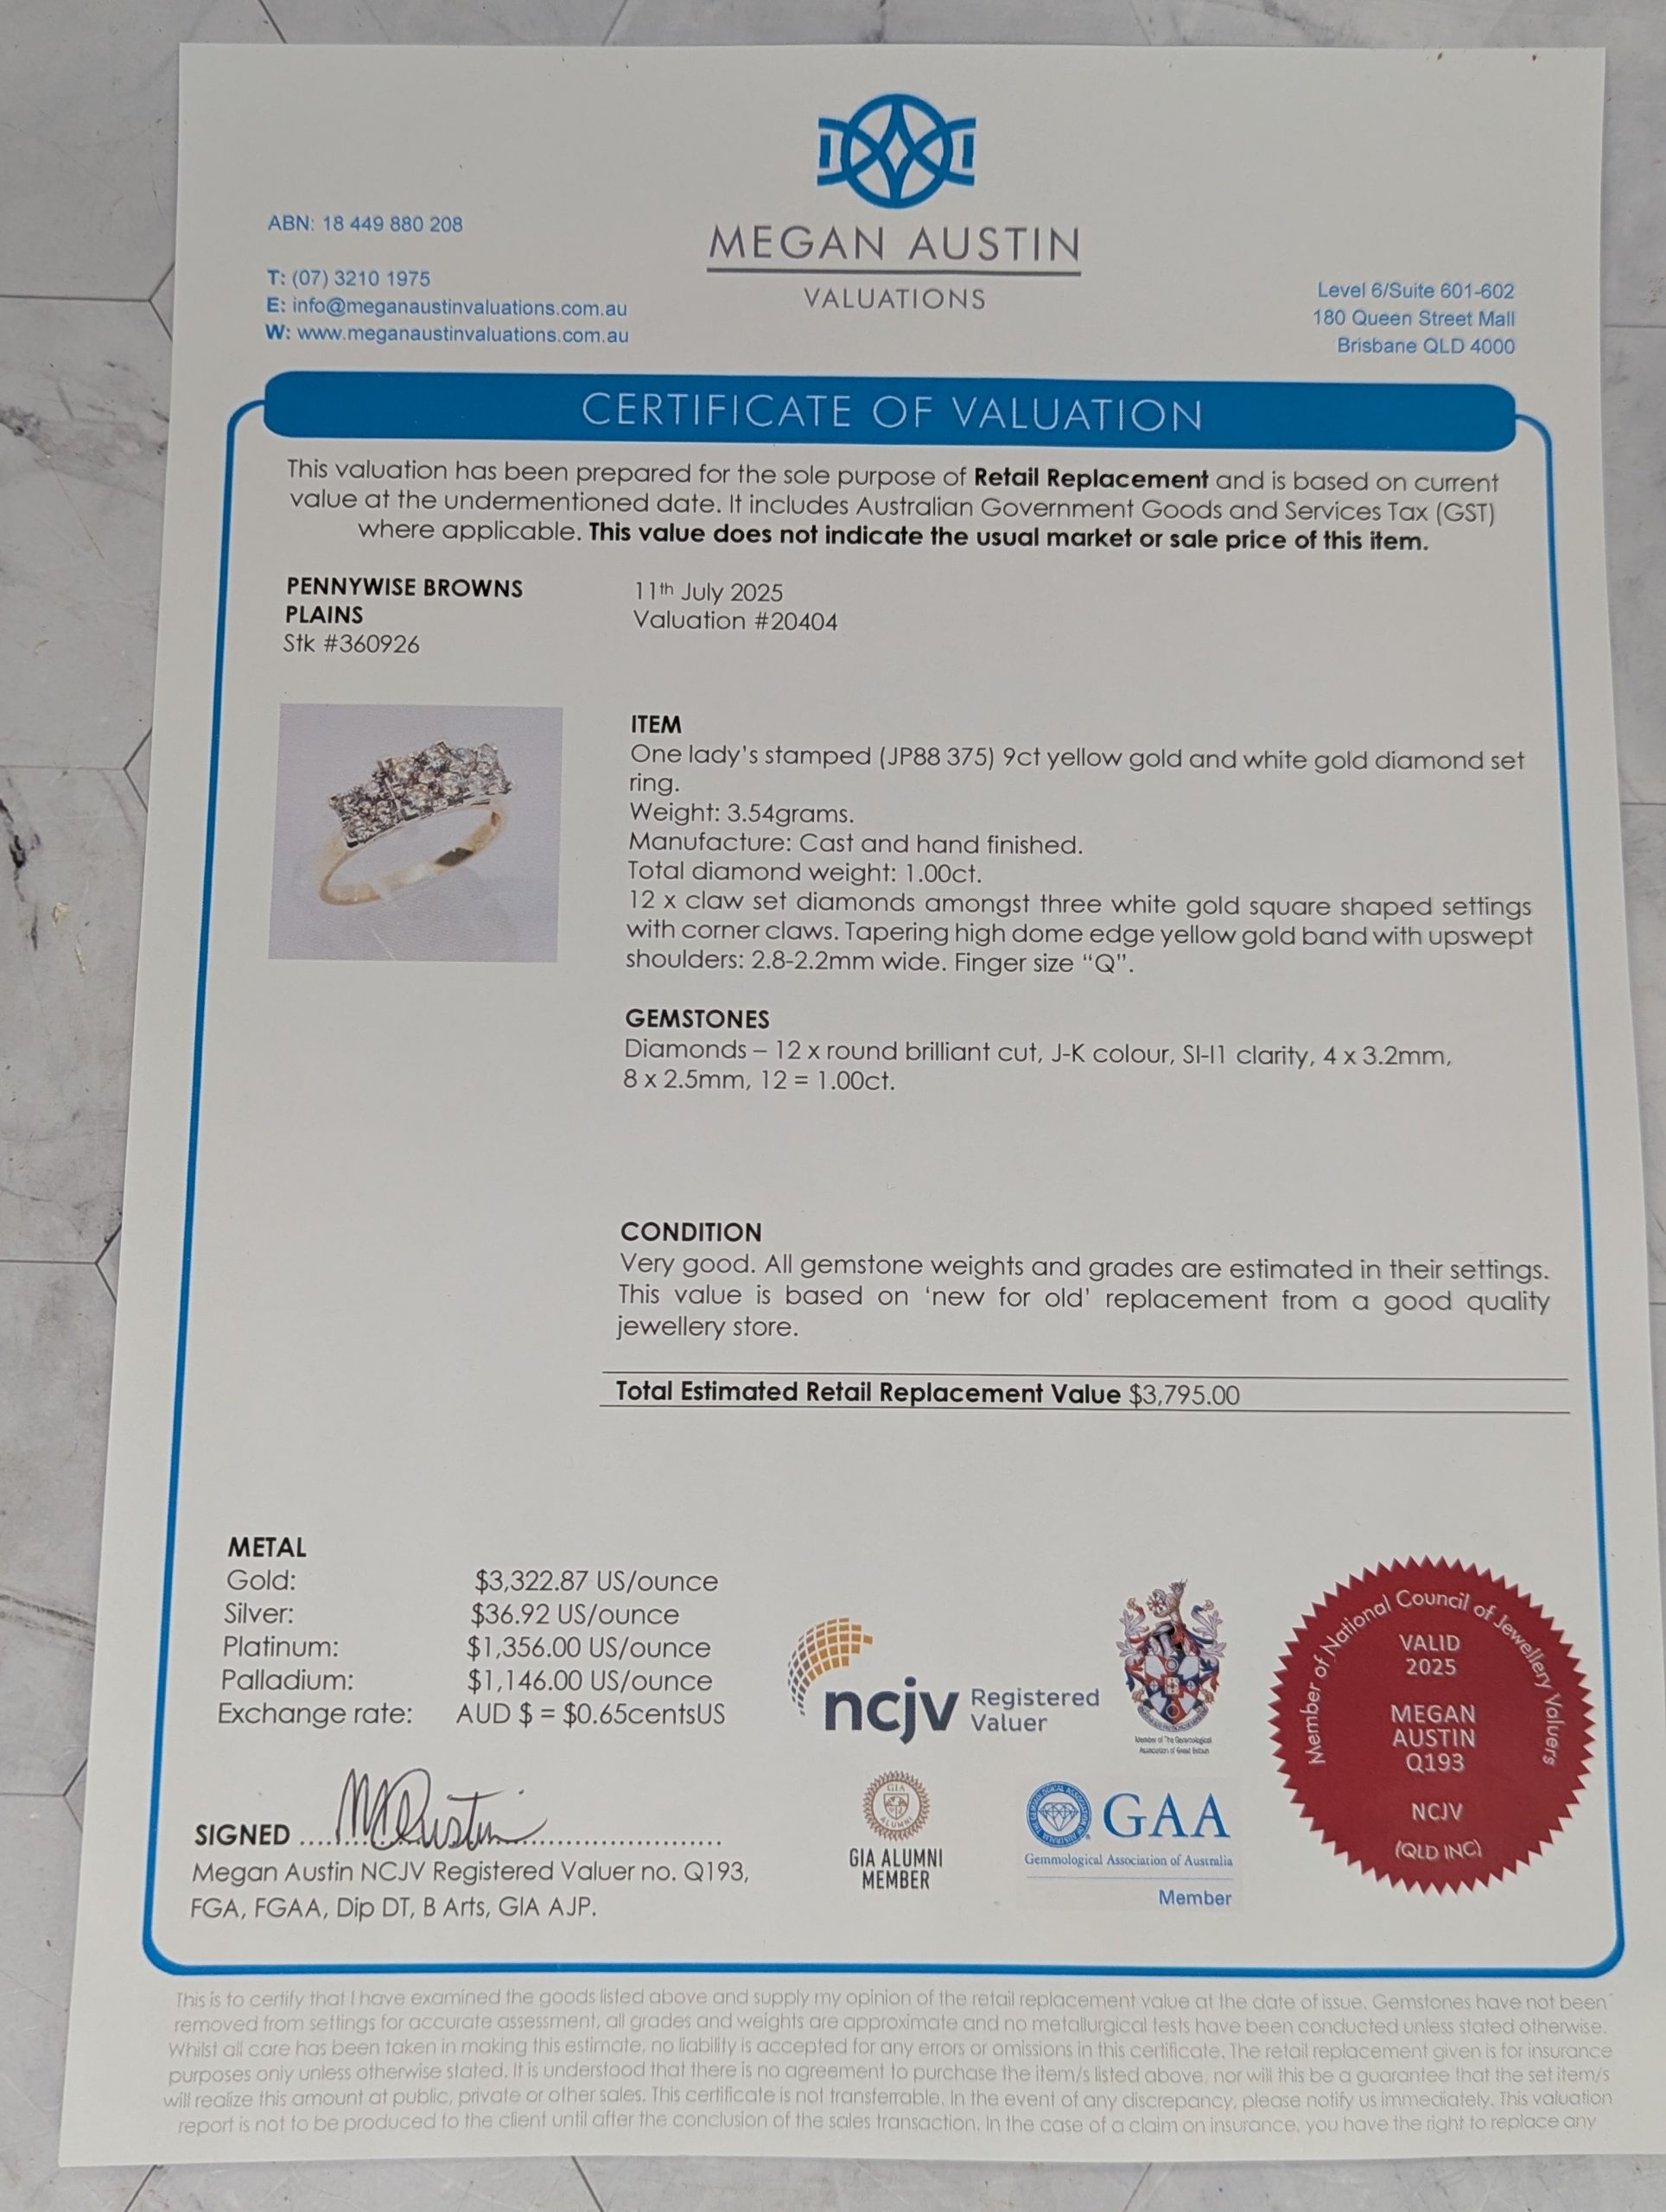 ABN: 18 449 880 208
T: (07) 3210 1975
E: info@meganaustinvaluations.com.au
W: www.meganaustinvaluations.com.au
MEGAN AUSTIN
VALUATIONS
Level 6/Suite 601-602
180 Queen Street Mall
Brisbane QLD 4000
CERTIFICATE OF VALUATION
This valuation has been prepared for the sole purpose of Retail Replacement and is based on current
value at the undermentioned date. It includes Australian Government Goods and Services Tax (GST)
where applicable. This value does not indicate the usual market or sale price of this item.
PENNYWISE BROWNS
PLAINS
Stk #360926
11th July 2025
Valuation #20404
ITEM
One lady's stamped (JP88 375) 9ct yellow gold and white gold diamond set
ring.
Weight: 3.54grams.
Manufacture: Cast and hand finished.
Total diamond weight: 1.00ct.
12 x claw set diamonds amongst three white gold square shaped settings
with corner claws. Tapering high dome edge yellow gold band with upswept
shoulders: 2.8-2.2mm wide. Finger size "Q".
GEMSTONES
Diamonds – 12 x round brilliant cut, J-K colour, SI-I1 clarity, 4 x 3.2mm,
8 x 2.5mm, 12 = 1.00ct.
CONDITION
Very good. All gemstone weights and grades are estimated in their settings.
This value is based on 'new for old' replacement from a good quality
jewellery store.
Total Estimated Retail Replacement Value $3,795.00
METAL
Gold: $3,322.87 US/ounce
Silver: $36.92 US/ounce
Platinum: $1,356.00 US/ounce
Palladium: $1,146.00 US/ounce
Exchange rate: AUD $ = $0.65centsUS
SIGNED
Megan Austin NCJV Registered Valuer no. Q193,
FGA, FGAA, Dip DT, B Arts, GIA AJP.
ncjv Registered
Valuer
Member of The Gemmological
Association of Great Britain
GIA
ALUMNI
GIA ALUMNI
MEMBER
GAA
Gemmological Association of Australia
Member
Member of National Council of Jewellery Valuers
VALID
2025
MEGAN
AUSTIN
Q193
NCJV
(QLD INC)
This is to certify that I have examined the goods listed above and supply my opinion of the retail replacement value at the date of issue. Gemstones have not been
removed from settings for accurate assessment, all grades and weights are approximate and no metallurgical tests have been conducted unless stated otherwise.
Whilst all care has been taken in making this estimate, no liability is accepted for any errors or omissions in this certificate. The retail replacement given is for insurance
purposes only unless otherwise stated. It is understood that there is no agreement to purchase the item/s listed above, nor will this be a guarantee that the set item/s
will realize this amount at public, private or other sales. This certificate is not transferrable. In the event of any discrepancy, please notify us immediately. This valuation
report is not to be produced to the client until after the conclusion of the sales transaction. In the case of a claim on insurance, you have the right to replace any